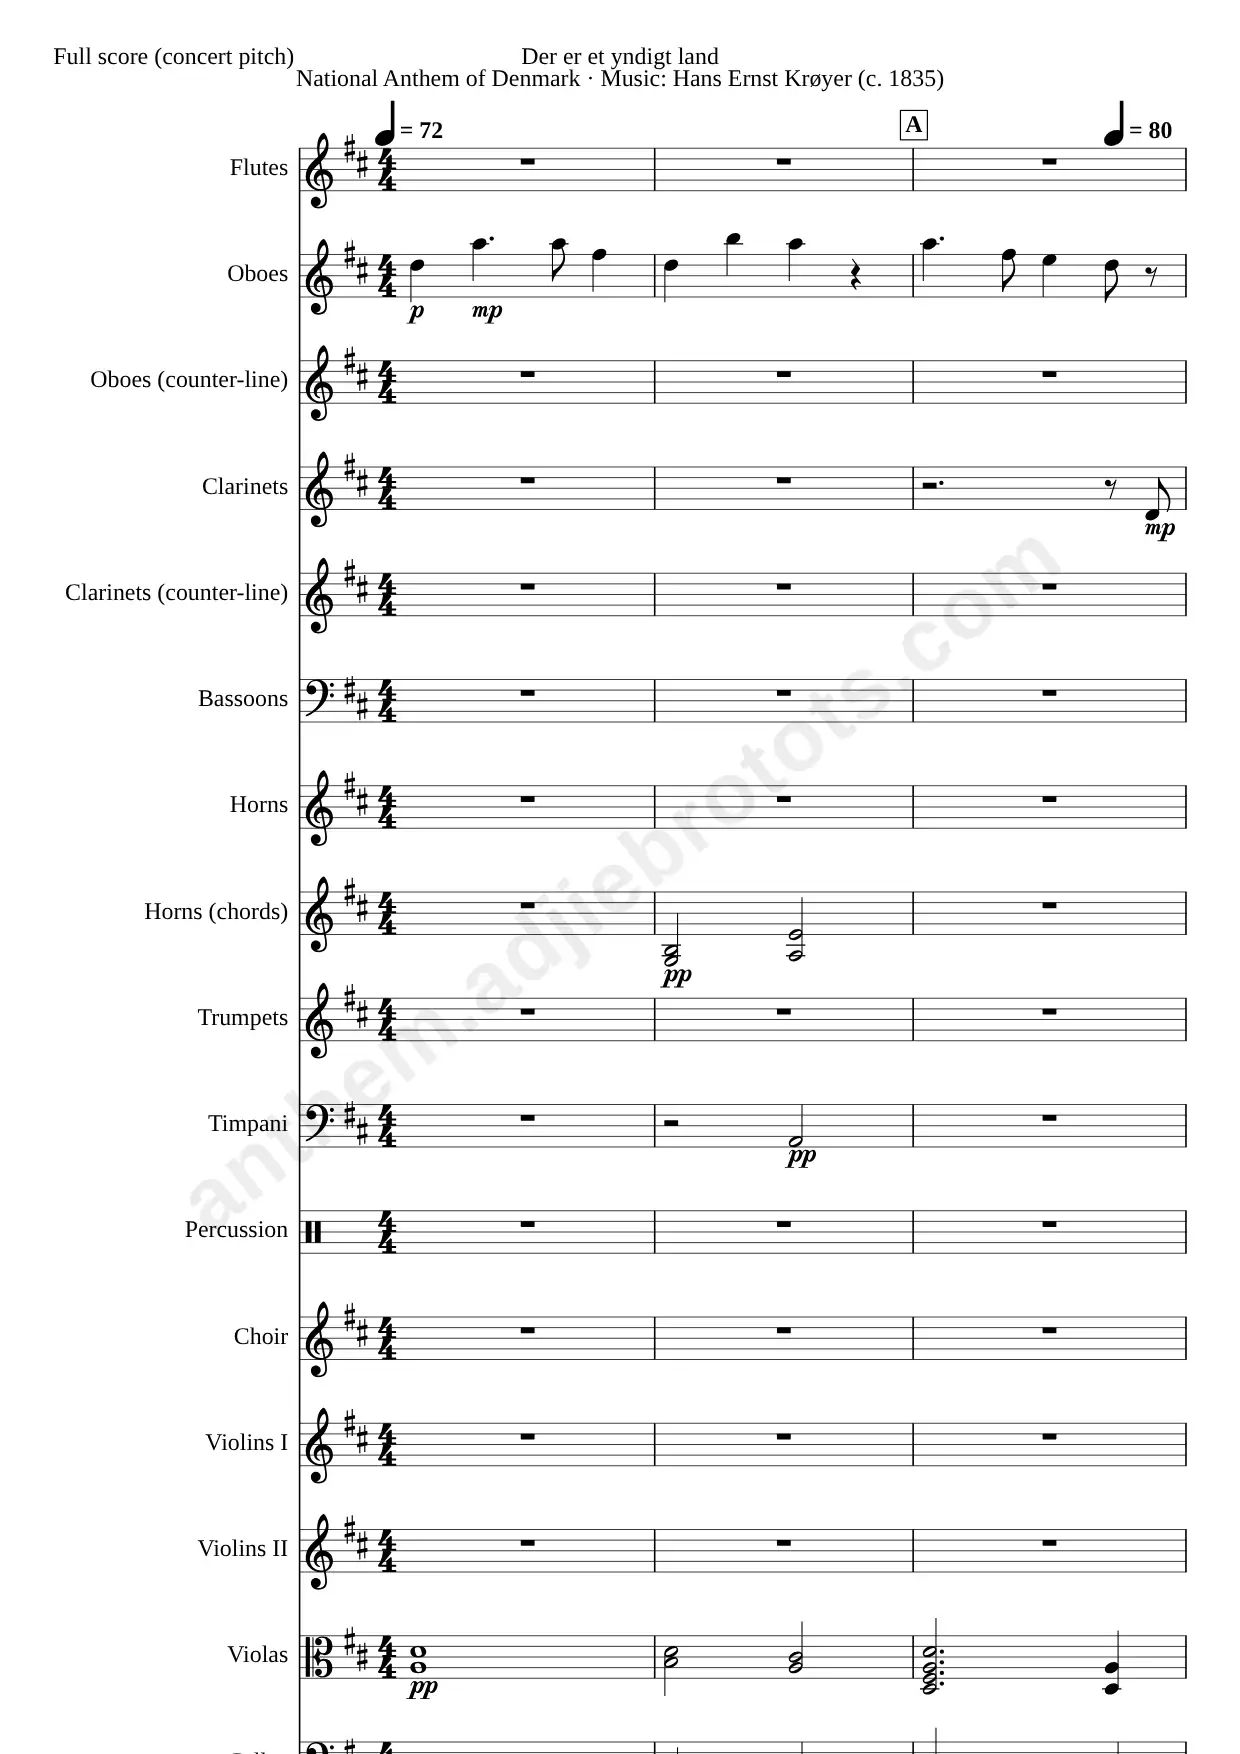 Full score (concert pitch)
Der er et yndigt land
National Anthem of Denmark · Music: Hans Ernst Krøyer (c. 1835)
= 72
A
= 80
Flutes
Oboes
p mp
Oboes (counter-line)
Clarinets
mp
Clarinets (counter-line)
Bassoons
Horns
Horns (chords)
pp
Trumpets
Timpani
pp
Percussion
Choir
Violins I
Violins II
Violas
pp
anthem.adjiebrotots.com